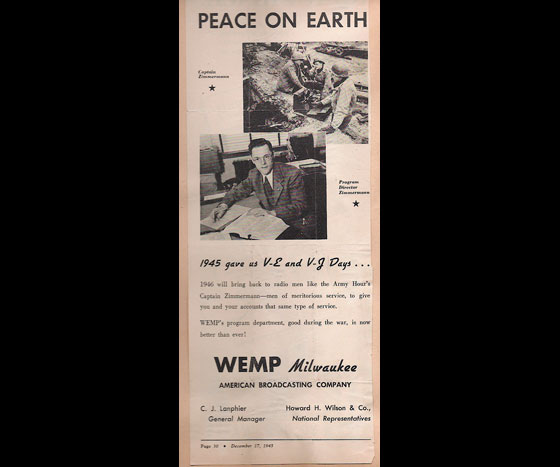 PEACE ON EARTH
Captain
Zimmermann
★
Program
Director
Zimmermann
★
1945 gave us V-E and V-J Days . . .
1946 will bring back to radio men like the Army Hour's
Captain Zimmermann—men of meritorious service, to give
you and your accounts that same type of service.
WEMP's program department, good during the war, is now
better than ever!
WEMP Milwaukee
AMERICAN BROADCASTING COMPANY
C. J. Lanphier
General Manager
Howard H. Wilson & Co.,
National Representatives
Page 30 • December 17, 1945